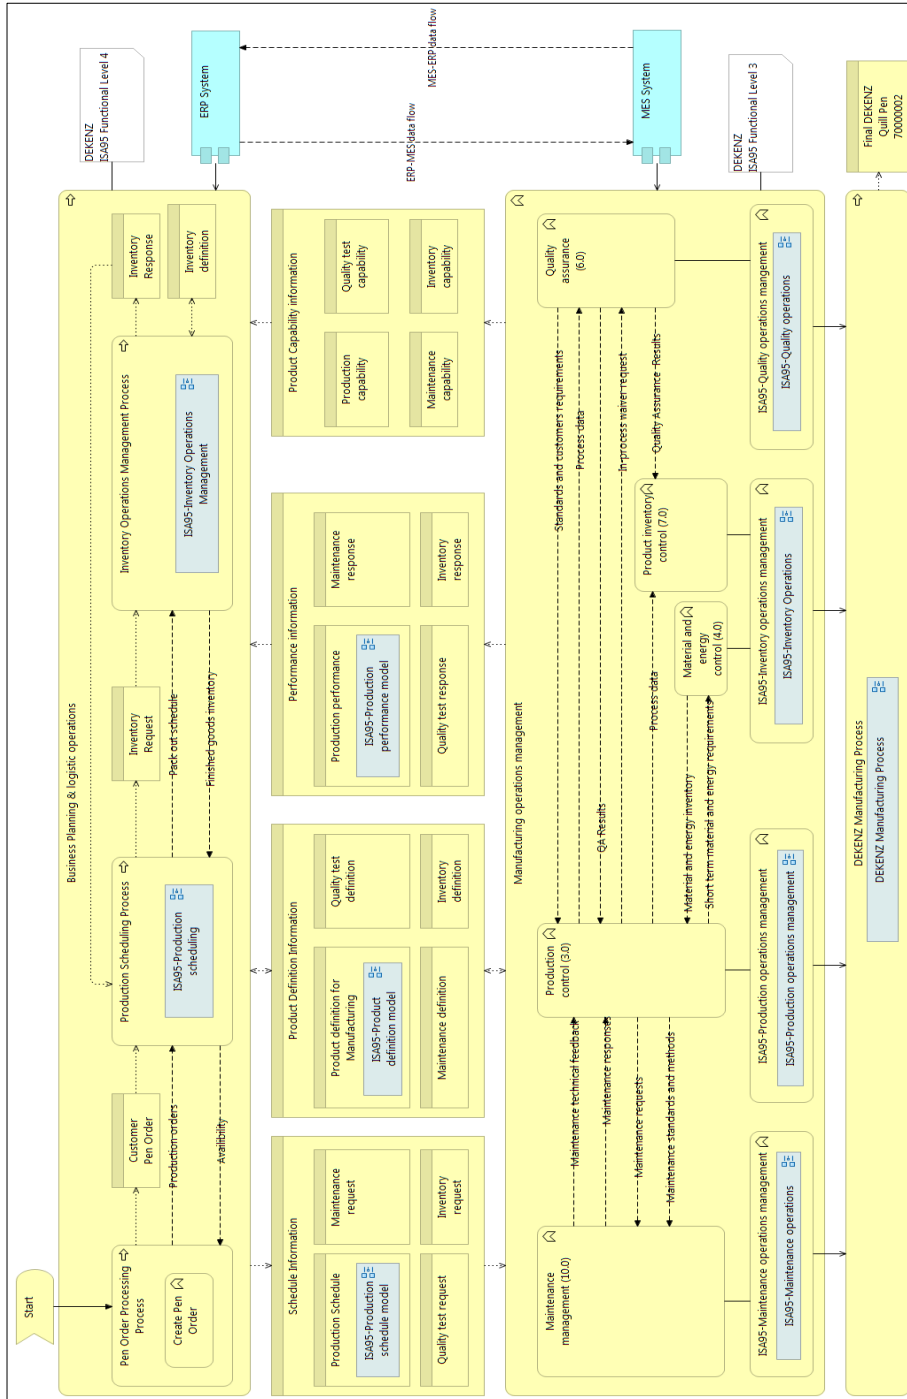 Start
Business Planning & logistic operations
DEKENZ
ISA95 Functional Level 4
Pen Order Processing
Process
Create Pen
Order
Customer
Pen Order
Production orders
Availibility
Production Scheduling Process
ISA95-Production
scheduling
Inventory
Request
Pack out schedule
Finished goods inventory
Inventory Operations Management Process
ISA95-Inventory Operations
Management
Inventory
Response
Inventory
definition
ERP System
Schedule Information
Production Schedule
ISA95-Production
schedule model
Maintenance
request
Quality test request
Inventory
request
Product Definition Information
Product definition for
Manufacturing
ISA95-Product
definition model
Quality test
definition
Maintenance definition
Inventory
definition
Performance information
Production performance
ISA95-Production
performance model
Maintenance
response
Quality test response
Inventory
response
Product Capability information
Production
capability
Quality test
capability
Maintenance
capability
Inventory
capability
ERP-MES data flow
MES-ERP data flow
Manufacturing operations management
MES System
DEKENZ
ISA95 Functional Level 3
Maintenance
management (10.0)
Maintenance technical feedback
Maintenance responses
Maintenance requests
Maintenance standards and methods
Production
control (3.0)
Standards and customers requirements
Process data
QA Results
In-process waiver request
Quality Assurance Results
Process data
Material and energy inventory
Short term material and energy requirements
Material and
energy
control (4.0)
Product inventory
control (7.0)
Quality
assurance
(6.0)
ISA95-Maintenance operations management
ISA95-Maintenance operations
ISA95-Production operations management
ISA95-Production operations management
ISA95-Inventory operations management
ISA95-Inventory Operations
ISA95-Quality operations mangement
ISA95-Quality operations
DEKENZ Manufacturing Process
DEKENZ Manufacturing Process
Final DEKENZ
Quill Pen
70000002